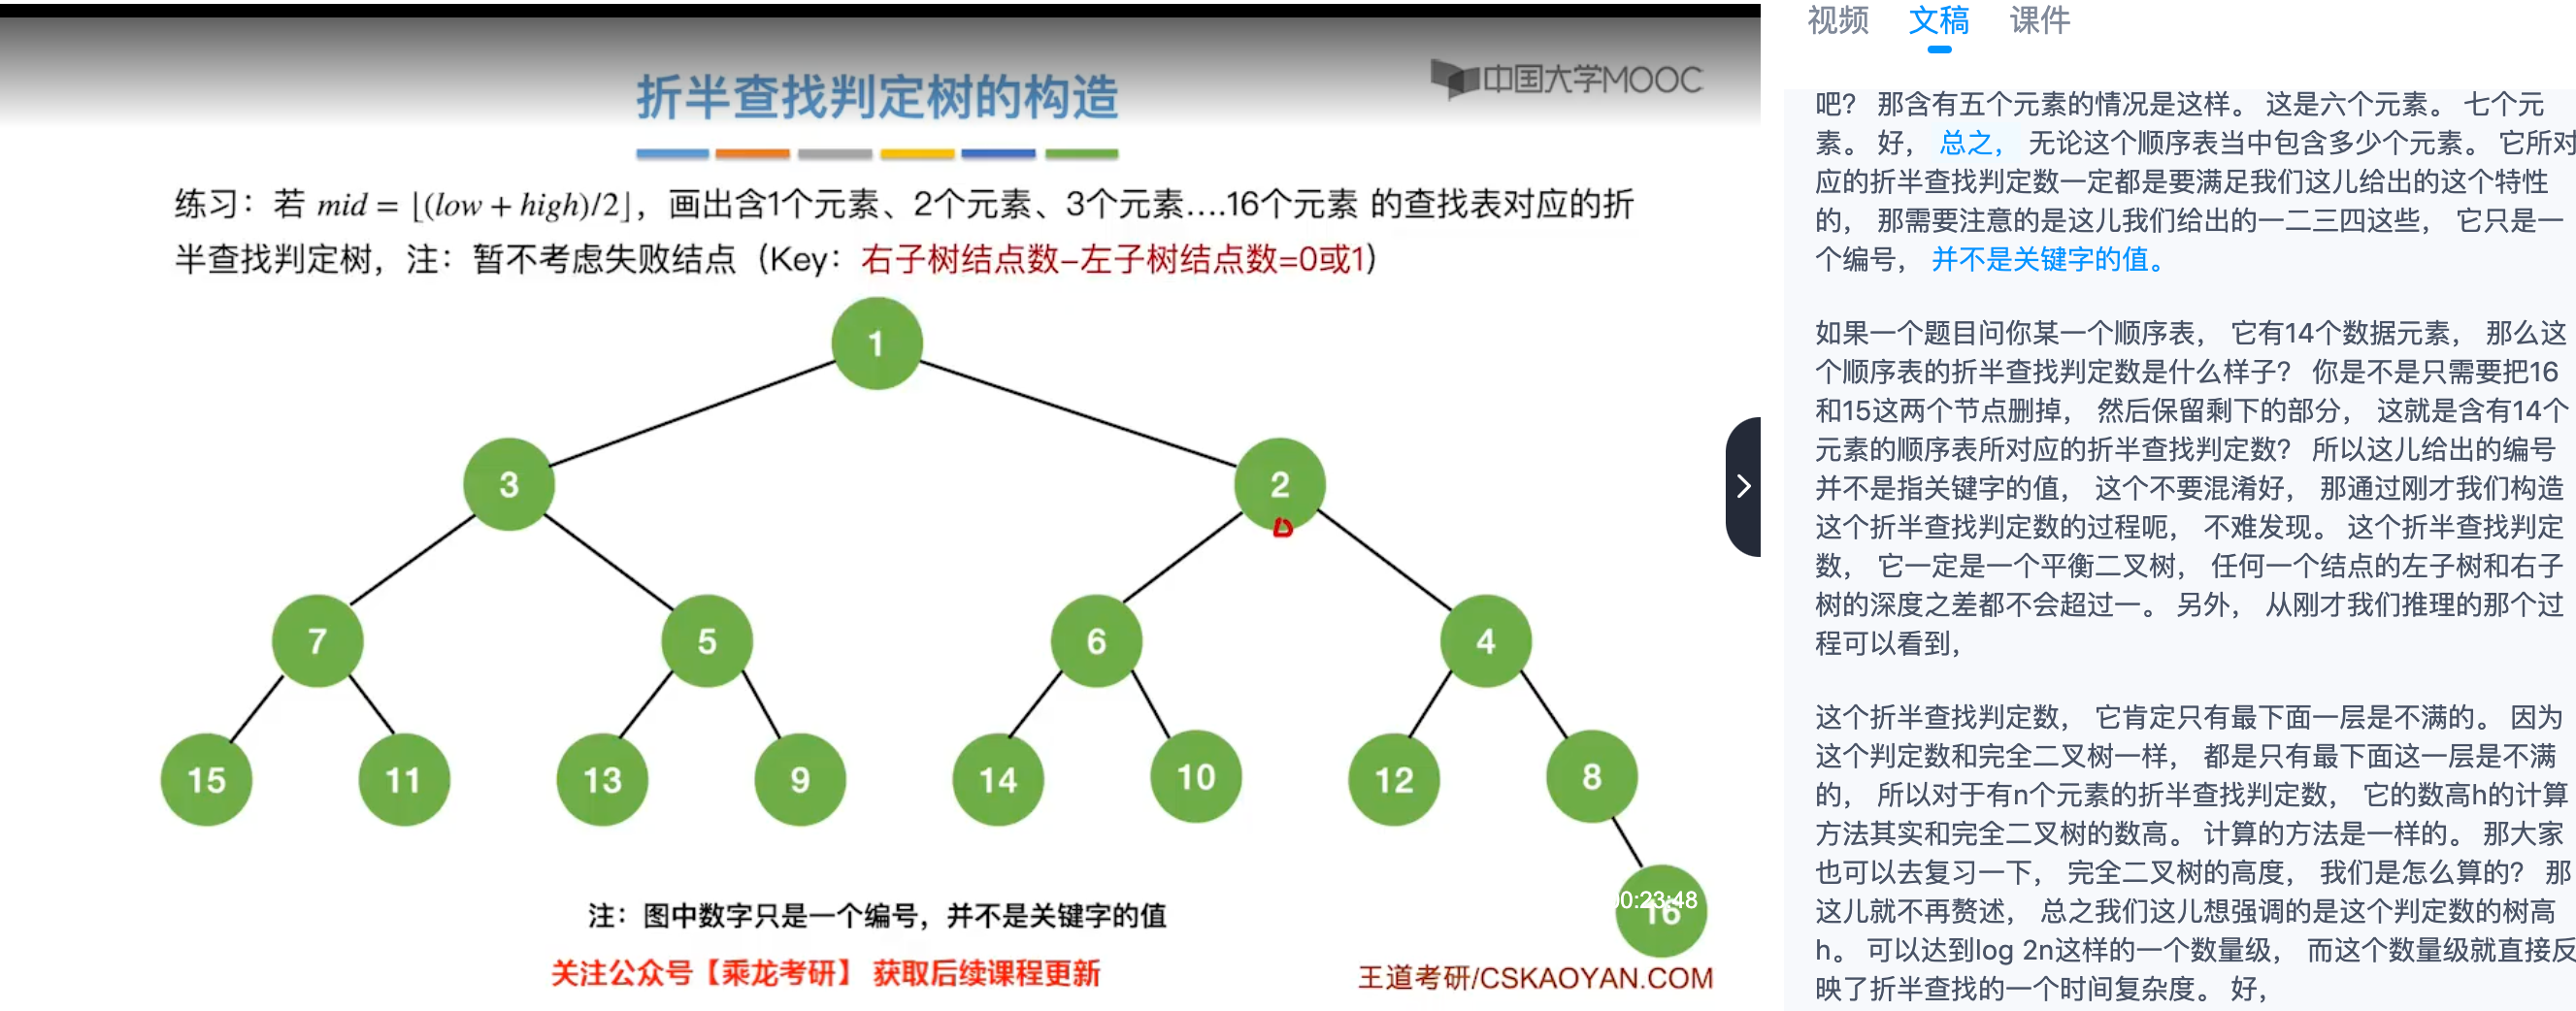 视频 文稿 课件
中国大学MOOC
折半查找判定树的构造
练习：若 mid = ⌊(low + high)/2⌋，画出含1个元素、2个元素、3个元素....16个元素 的查找表对应的折
半查找判定树，注：暂不考虑失败结点（Key：右子树结点数-左子树结点数=0或1）
1
3 2
7 5 6 4
15 11 13 9 14 10 12 8
16
00:23:48
注：图中数字只是一个编号，并不是关键字的值
关注公众号【乘龙考研】 获取后续课程更新
王道考研/CSKAOYAN.COM
吧？ 那含有五个元素的情况是这样。 这是六个元素。 七个元
素。 好， 总之， 无论这个顺序表当中包含多少个元素。 它所对
应的折半查找判定数一定都是要满足我们这儿给出的这个特性
的， 那需要注意的是这儿我们给出的一二三四这些， 它只是一
个编号， 并不是关键字的值。
如果一个题目问你某一个顺序表， 它有14个数据元素， 那么这
个顺序表的折半查找判定数是什么样子？ 你是不是只需要把16
和15这两个节点删掉， 然后保留剩下的部分， 这就是含有14个
元素的顺序表所对应的折半查找判定数？ 所以这儿给出的编号
并不是指关键字的值， 这个不要混淆好， 那通过刚才我们构造
这个折半查找判定数的过程呃， 不难发现。 这个折半查找判定
数， 它一定是一个平衡二叉树， 任何一个结点的左子树和右子
树的深度之差都不会超过一。 另外， 从刚才我们推理的那个过
程可以看到，
这个折半查找判定数， 它肯定只有最下面一层是不满的。 因为
这个判定数和完全二叉树一样， 都是只有最下面这一层是不满
的， 所以对于有n个元素的折半查找判定数， 它的数高h的计算
方法其实和完全二叉树的数高。 计算的方法是一样的。 那大家
也可以去复习一下， 完全二叉树的高度， 我们是怎么算的？ 那
这儿就不再赘述， 总之我们这儿想强调的是这个判定数的树高
h。 可以达到log 2n这样的一个数量级， 而这个数量级就直接反
映了折半查找的一个时间复杂度。 好，